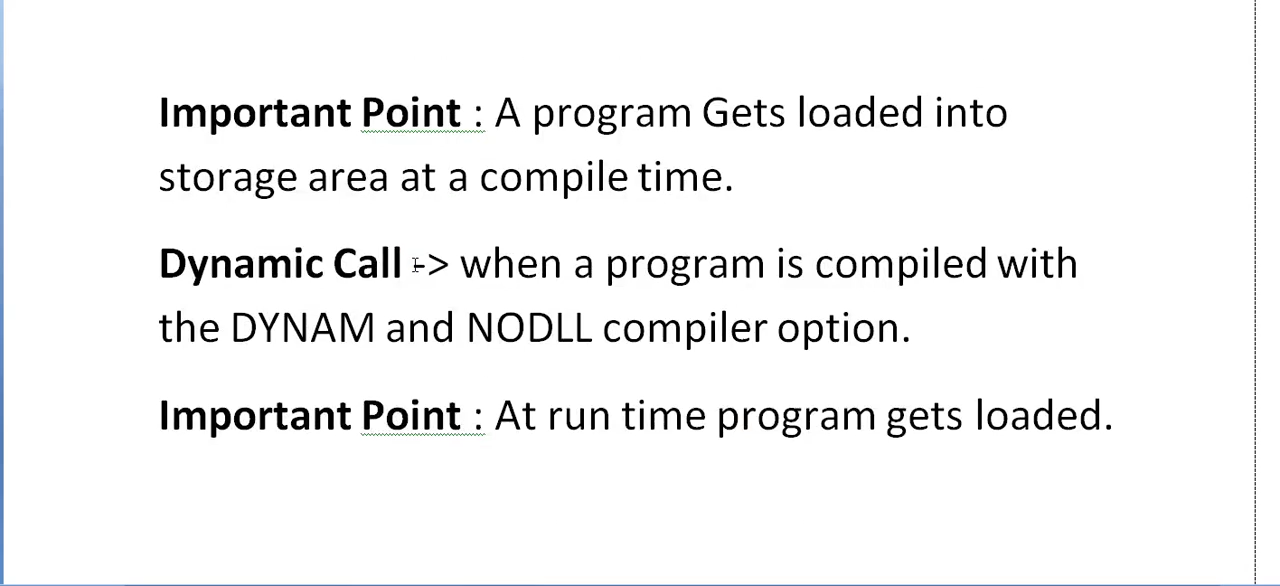 Important Point : A program Gets loaded into
storage area at a compile time.
Dynamic Call -> when a program is compiled with
the DYNAM and NODLL compiler option.
Important Point : At run time program gets loaded.